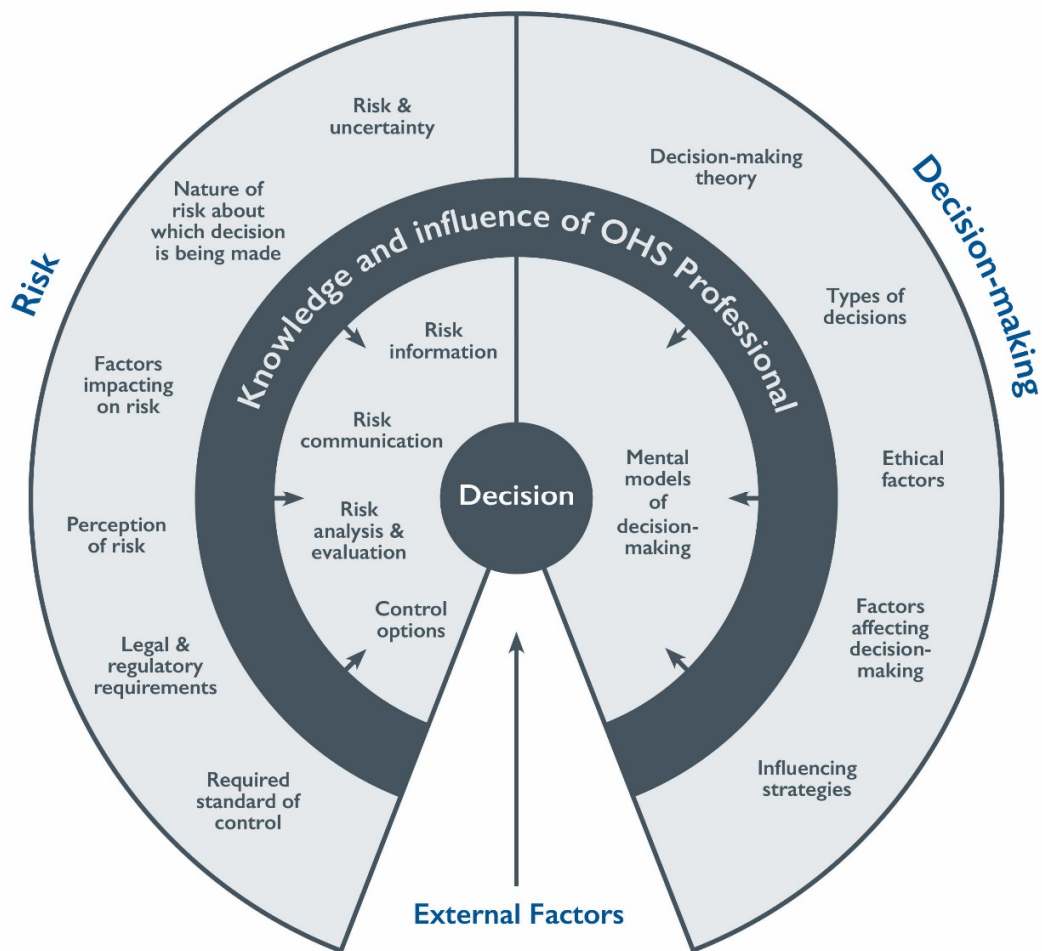 Risk
Risk &
uncertainty
Nature of
risk about
which decision
is being made
Factors
impacting
on risk
Perception
of risk
Legal &
regulatory
requirements
Required
standard of
control
Knowledge and influence of OHS Professional
Risk
information
Risk
communication
Risk
analysis &
evaluation
Control
options
Decision
Mental
models
of
decision-
making
Decision-making
Decision-making
theory
Types of
decisions
Ethical
factors
Factors
affecting
decision-
making
Influencing
strategies
External Factors